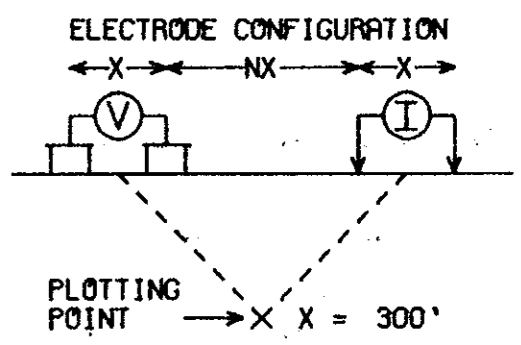 ELECTRODE CONFIGURATION
X NX X
V I
PLOTTING
POINT X X = 300'